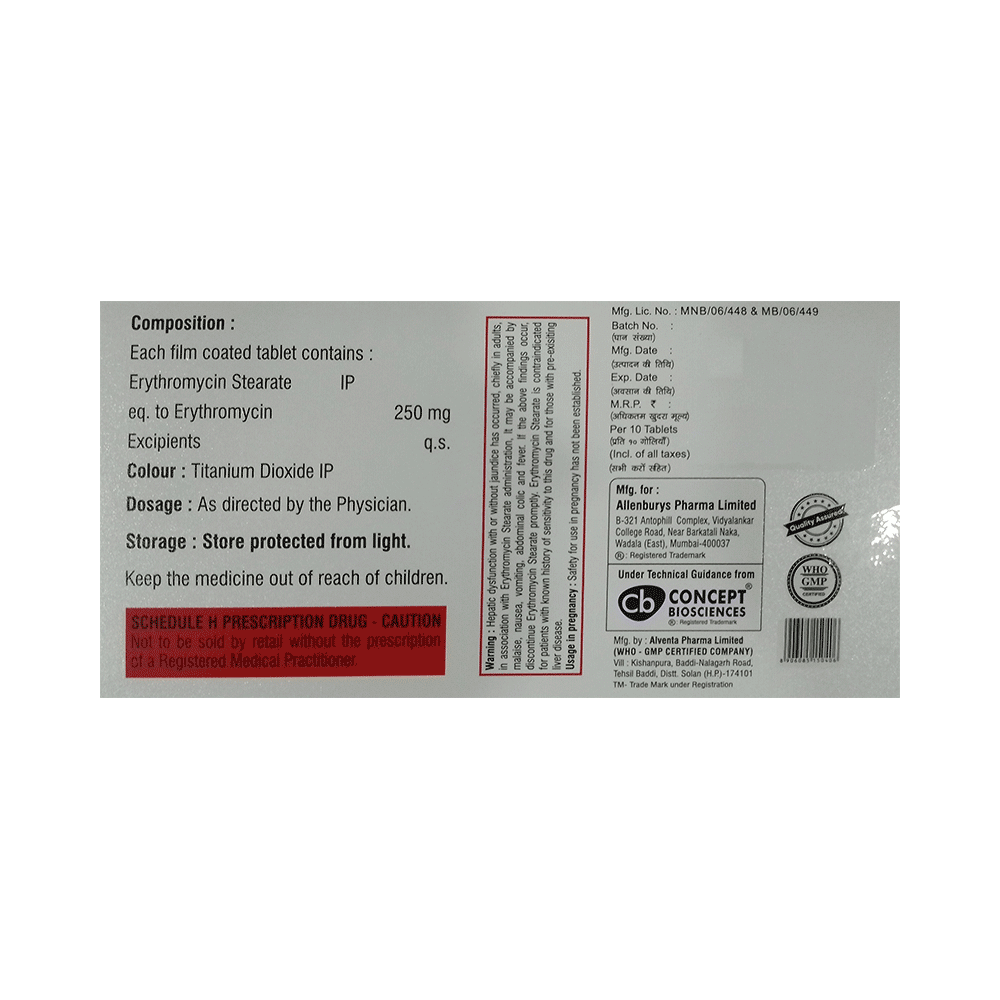 Composition :
Each film coated tablet contains :
Erythromycin Stearate IP
eq. to Erythromycin 250 mg
Excipients q.s.
Colour : Titanium Dioxide IP
Dosage : As directed by the Physician.
Storage : Store protected from light.
Keep the medicine out of reach of children.
SCHEDULE H PRESCRIPTION DRUG - CAUTION
Not to be sold by retail without the prescription
of a Registered Medical Practitioner.
Warning : Hepatic dysfunction with or without jaundice has occurred, chiefly in adults,
in association with Erythromycin Stearate administration, It may be accompanied by
malaise, nausea, vomiting, abdominal colic and fever. If the above findings occur,
discontinue Erythromycin Stearate promptly. Erythromycin Stearate is contraindicated
for patients with known history of sensitivity to this drug and for those with pre-exisiting
liver disease.
Usage in pregnancy : Safety for use in pregnancy has not been established.
Mfg. Lic. No. : MNB/06/448 & MB/06/449
Batch No. :
(घान संख्या)
Mfg. Date :
(उत्पादन की तिथि)
Exp. Date :
(अवसान की तिथि)
M.R.P. ₹ :
(अधिकतम खुदरा मूल्य)
Per 10 Tablets
(प्रति १० गोलियाँ)
(Incl. of all taxes)
(सभी करों सहित)
Mfg. for :
Allenburys Pharma Limited
B-321 Antophill Complex, Vidyalankar
College Road, Near Barkatali Naka,
Wadala (East), Mumbai-400037
® : Registered Trademark
Under Technical Guidance from
cb CONCEPT ®
BIOSCIENCES
® : Registered Trademark
Mfg. by : Alventa Pharma Limited
(WHO - GMP CERTIFIED COMPANY)
Vill : Kishanpura, Baddi-Nalagarh Road,
Tehsil Baddi, Distt. Solan (H.P.)-174101
TM- Trade Mark under Registration
Quality Assured
WHO
GMP
CERTIFIED